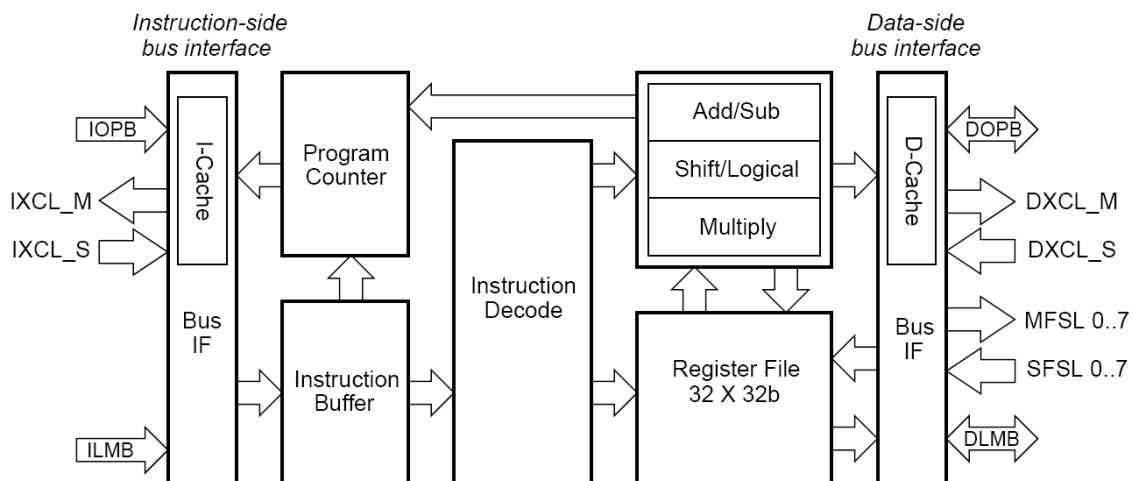 Instruction-side
bus interface
Data-side
bus interface
IOPB
IXCL_M
IXCL_S
ILMB
I-Cache
Bus
IF
Program
Counter
Instruction
Buffer
Instruction
Decode
Add/Sub
Shift/Logical
Multiply
Register File
32 X 32b
D-Cache
Bus
IF
DOPB
DXCL_M
DXCL_S
MFSL 0..7
SFSL 0..7
DLMB